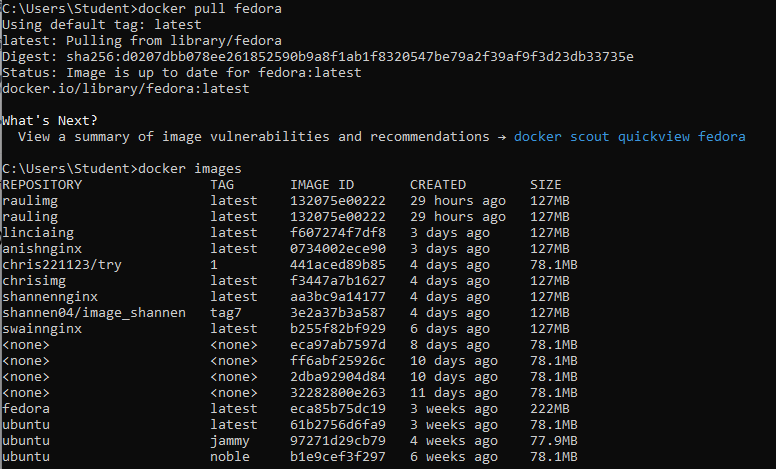 C:\Users\Student>docker pull fedora
Using default tag: latest
latest: Pulling from library/fedora
Digest: sha256:d0207dbb078ee261852590b9a8f1ab1f8320547be79a2f39af9f3d23db33735e
Status: Image is up to date for fedora:latest
docker.io/library/fedora:latest
What's Next?
View a summary of image vulnerabilities and recommendations → docker scout quickview fedora
C:\Users\Student>docker images
REPOSITORY TAG IMAGE ID CREATED SIZE
raulimg latest 132075e00222 29 hours ago 127MB
rauling latest 132075e00222 29 hours ago 127MB
linciaing latest f607274f7df8 3 days ago 127MB
anishnginx latest 0734002ece90 3 days ago 127MB
chris221123/try 1 441aced89b85 4 days ago 78.1MB
chrisimg latest f3447a7b1627 4 days ago 127MB
shannennginx latest aa3bc9a14177 4 days ago 127MB
shannen04/image_shannen tag7 3e2a37b3a587 4 days ago 127MB
swainnginx latest b255f82bf929 6 days ago 127MB
<none> <none> eca97ab7597d 8 days ago 78.1MB
<none> <none> ff6abf25926c 10 days ago 78.1MB
<none> <none> 2dba92904d84 10 days ago 78.1MB
<none> <none> 32282800e263 11 days ago 78.1MB
fedora latest eca85b75dc19 3 weeks ago 222MB
ubuntu latest 61b2756d6fa9 3 weeks ago 78.1MB
ubuntu jammy 97271d29cb79 4 weeks ago 77.9MB
ubuntu noble b1e9cef3f297 6 weeks ago 78.1MB